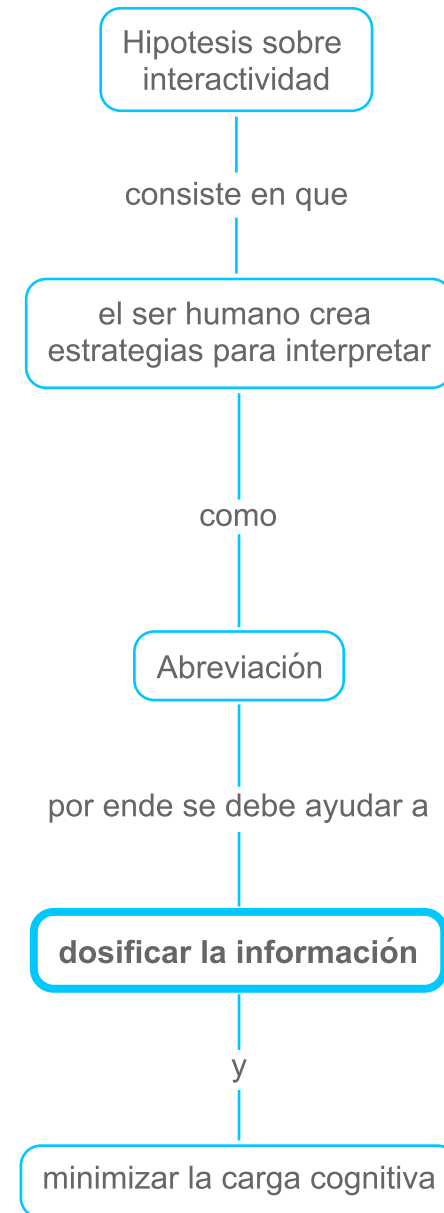 Hipotesis sobre
interactividad
consiste en que
el ser humano crea
estrategias para interpretar
como
Abreviación
por ende se debe ayudar a
dosificar la información
y
minimizar la carga cognitiva